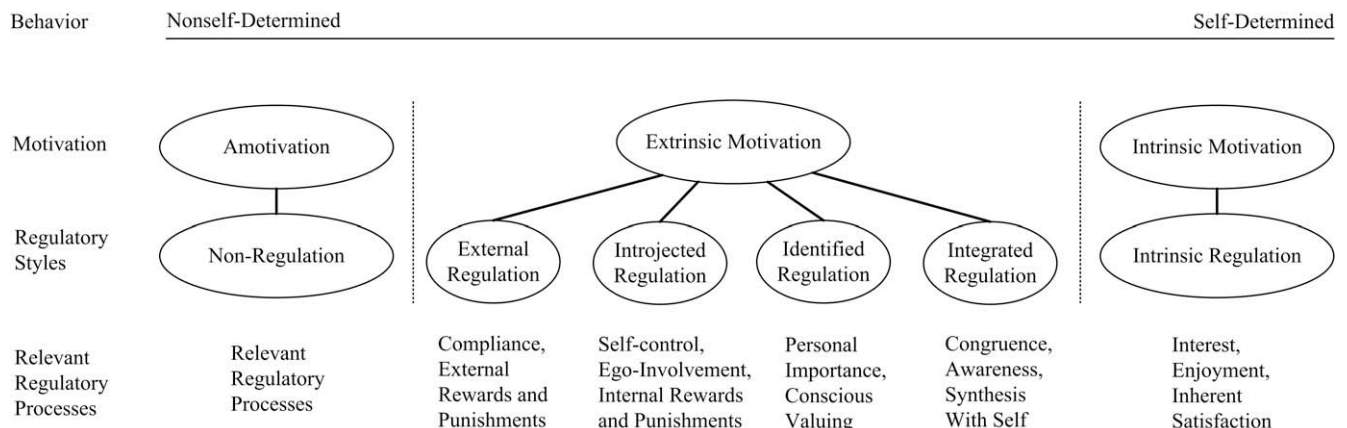 Behavior
Nonself-Determined
Self-Determined
Motivation
Amotivation
Extrinsic Motivation
Intrinsic Motivation
Regulatory
Styles
Non-Regulation
External
Regulation
Introjected
Regulation
Identified
Regulation
Integrated
Regulation
Intrinsic Regulation
Relevant
Regulatory
Processes
Relevant
Regulatory
Processes
Compliance,
External
Rewards and
Punishments
Self-control,
Ego-Involvement,
Internal Rewards
and Punishments
Personal
Importance,
Conscious
Valuing
Congruence,
Awareness,
Synthesis
With Self
Interest,
Enjoyment,
Inherent
Satisfaction